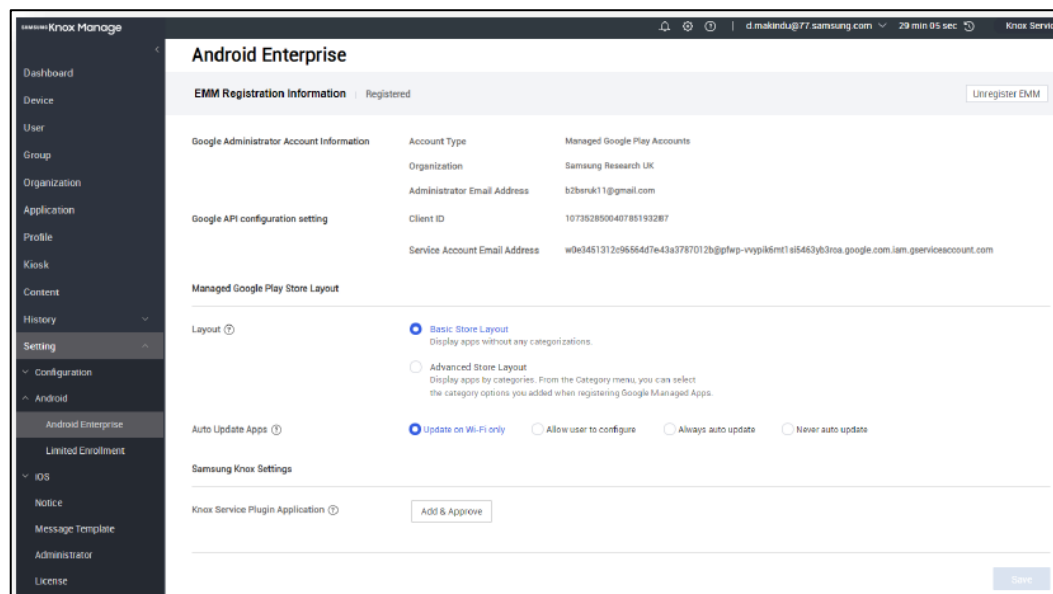 SAMSUNG Knox Manage
d.makindu@77.samsung.com
29 min 05 sec
Knox Servic
Dashboard
Device
User
Group
Organization
Application
Profile
Kiosk
Content
History
Setting
Configuration
Android
Android Enterprise
Limited Enrollment
iOS
Notice
Message Template
Administrator
License
Android Enterprise
EMM Registration Information Registered
Unregister EMM
Google Administrator Account Information
Account Type Managed Google Play Accounts
Organization Samsung Research UK
Administrator Email Address b2bsruk11@gmail.com
Google API configuration setting
Client ID 107352850040785193287
Service Account Email Address
Managed Google Play Store Layout
Layout
Basic Store Layout
Display apps without any categorizations.
Advanced Store Layout
Display apps by categories. From the Category menu, you can select
the category options you added when registering Google Managed Apps.
Auto Update Apps
Update on Wi-Fi only Allow user to configure Always auto update Never auto update
Samsung Knox Settings
Knox Service Plugin Application Add & Approve
Save